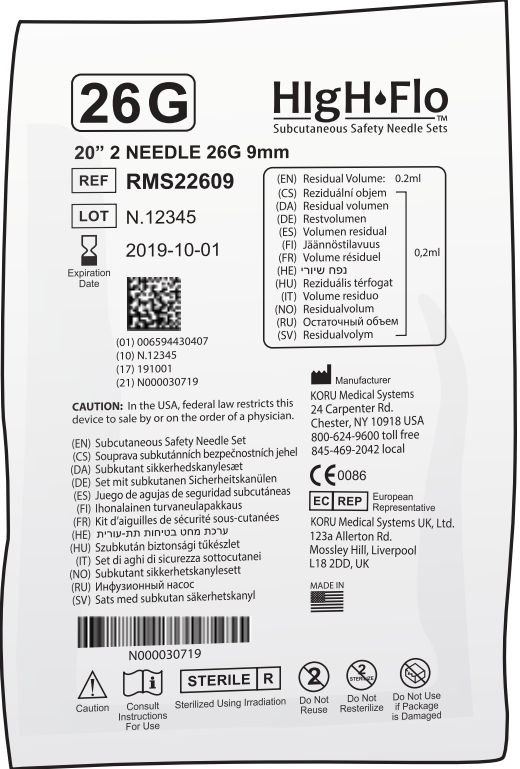 26G
HIgH Flo™
Subcutaneous Safety Needle Sets
20” 2 NEEDLE 26G 9mm
REF RMS22609
LOT N.12345
2019-10-01
Expiration
Date
(01) 006594430407
(10) N.12345
(17) 191001
(21) N000030719
(EN) Residual Volume: 0.2ml
(CS) Reziduální objem
(DA) Residual volumen
(DE) Restvolumen
(ES) Volumen residual
(FI) Jäännöstilavuus
(FR) Volume résiduel
0,2ml
(HE) נפח שיורי
(HU) Reziduális térfogat
(IT) Volume residuo
(NO) Residualvolum
(RU) Остаточный объем
(SV) Residualvolym
CAUTION: In the USA, federal law restricts this
device to sale by or on the order of a physician.
(EN) Subcutaneous Safety Needle Set
(CS) Souprava subkutánních bezpečnostních jehel
(DA) Subkutant sikkerhedskanylesæt
(DE) Set mit subkutanen Sicherheitskanülen
(ES) Juego de agujas de seguridad subcutáneas
(FI) Ihonalainen turvaneulapakkaus
(FR) Kit d’aiguilles de sécurité sous-cutanées
(HE) ערכת מחט בטיחות תת-עורית
(HU) Szubkután biztonsági tűkészlet
(IT) Set di aghi di sicurezza sottocutanei
(NO) Subkutant sikkerhetskanylesett
(RU) Инфузионный насос
(SV) Sats med subkutan säkerhetskanyl
Manufacturer
KORU Medical Systems
24 Carpenter Rd.
Chester, NY 10918 USA
800-624-9600 toll free
845-469-2042 local
CE 0086
EC REP European
Representative
KORU Medical Systems UK, Ltd.
123a Allerton Rd.
Mossley Hill, Liverpool
L18 2DD, UK
MADE IN
N000030719
Caution
i
Consult
Instructions
For Use
STERILE R
Sterilized Using Irradiation
2
Do Not
Reuse
2
STERILIZE
Do Not
Resterilize
Do Not Use
if Package
is Damaged